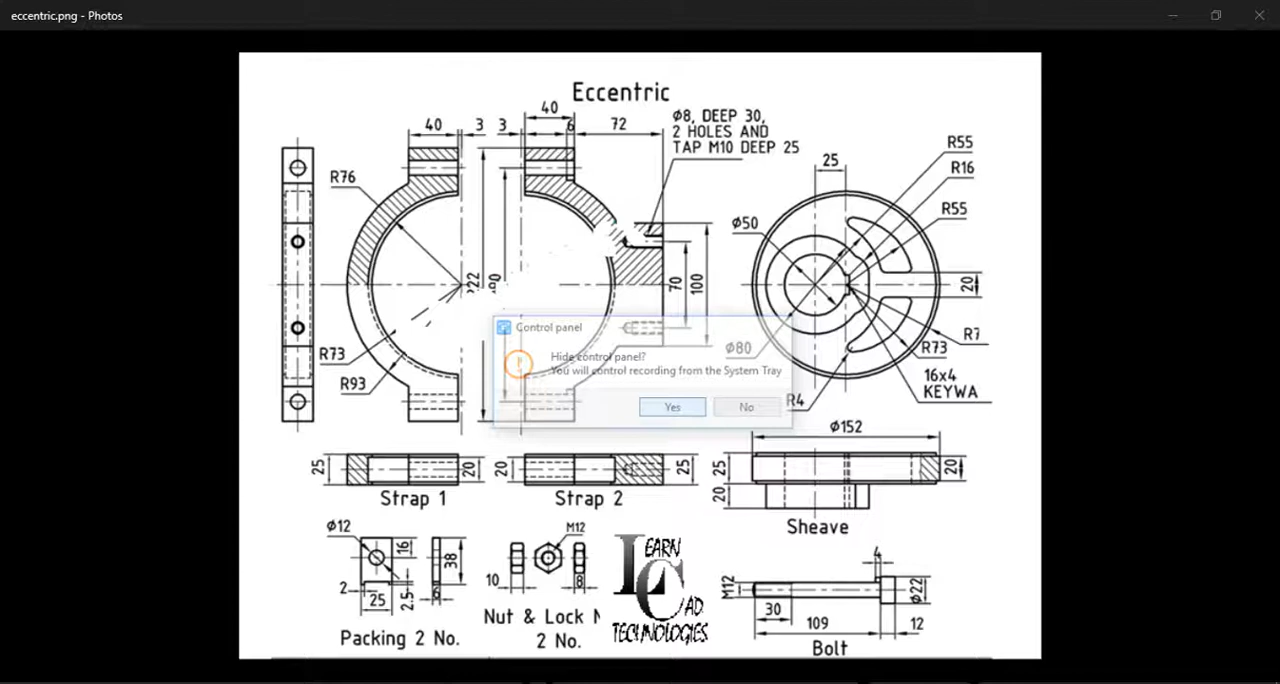 eccentric.png - Photos
Eccentric
40
3
3
40
6
72
Ø8, DEEP 30,
2 HOLES AND
TAP M10 DEEP 25
R76
R73
R93
70
100
25
R55
R16
R55
Ø50
20
R7
R73
Ø80
R4
16x4
KEYWA
Control panel
Hide control panel?
You will control recording from the System Tray
Yes
No
25
20
Strap 1
20
25
Strap 2
Ø152
25
20
20
Sheave
Ø12
16
38
2
25
2.5
6
Packing 2 No.
M12
10
8
Nut & Lock N
2 No.
LEARN
CAD
TECHNOLOGIES
4
M12
Ø22
30
109
12
Bolt